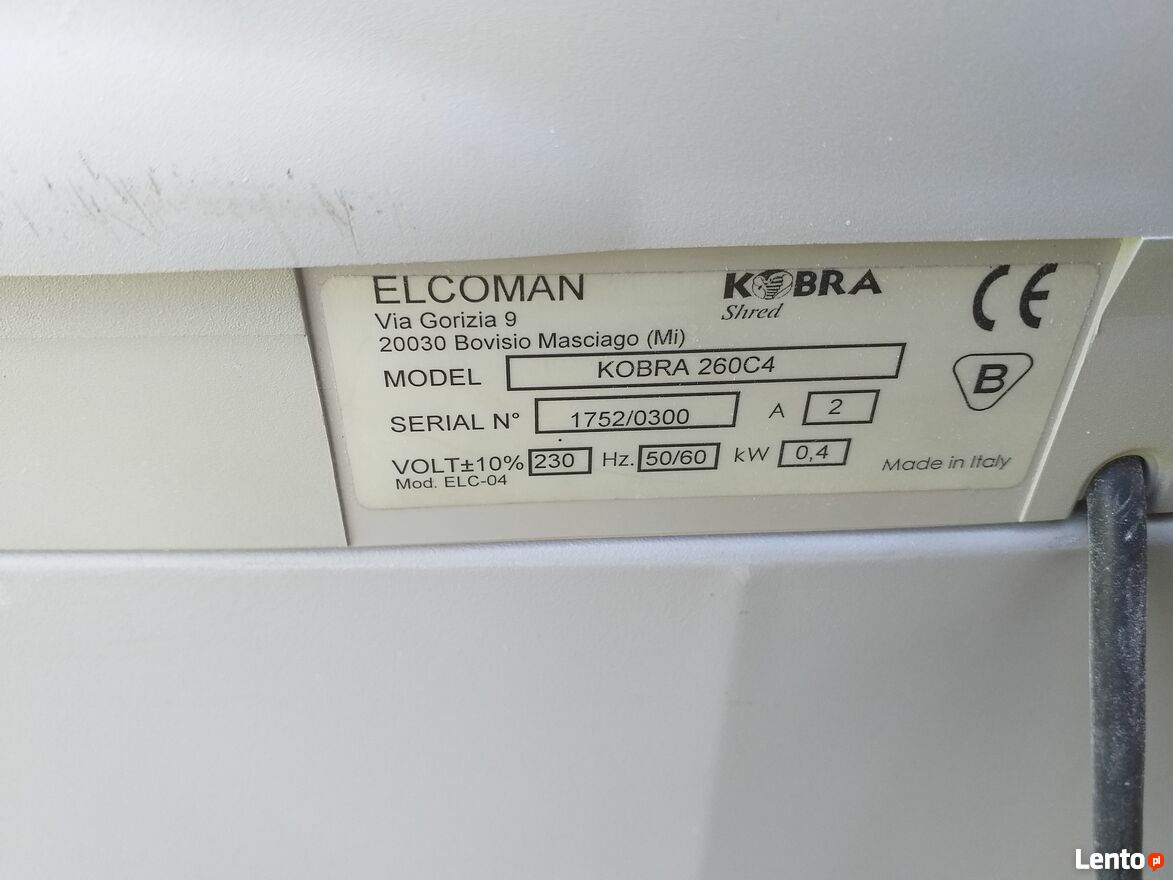 ELCOMAN
Via Gorizia 9
20030 Bovisio Masciago (Mi)
KOBRA
Shred
CE
MODEL KOBRA 260C4
B
SERIAL N° 1752/0300 A 2
VOLT±10% 230 Hz. 50/60 kW 0,4
Mod. ELC-04
Made in Italy
Lento pl